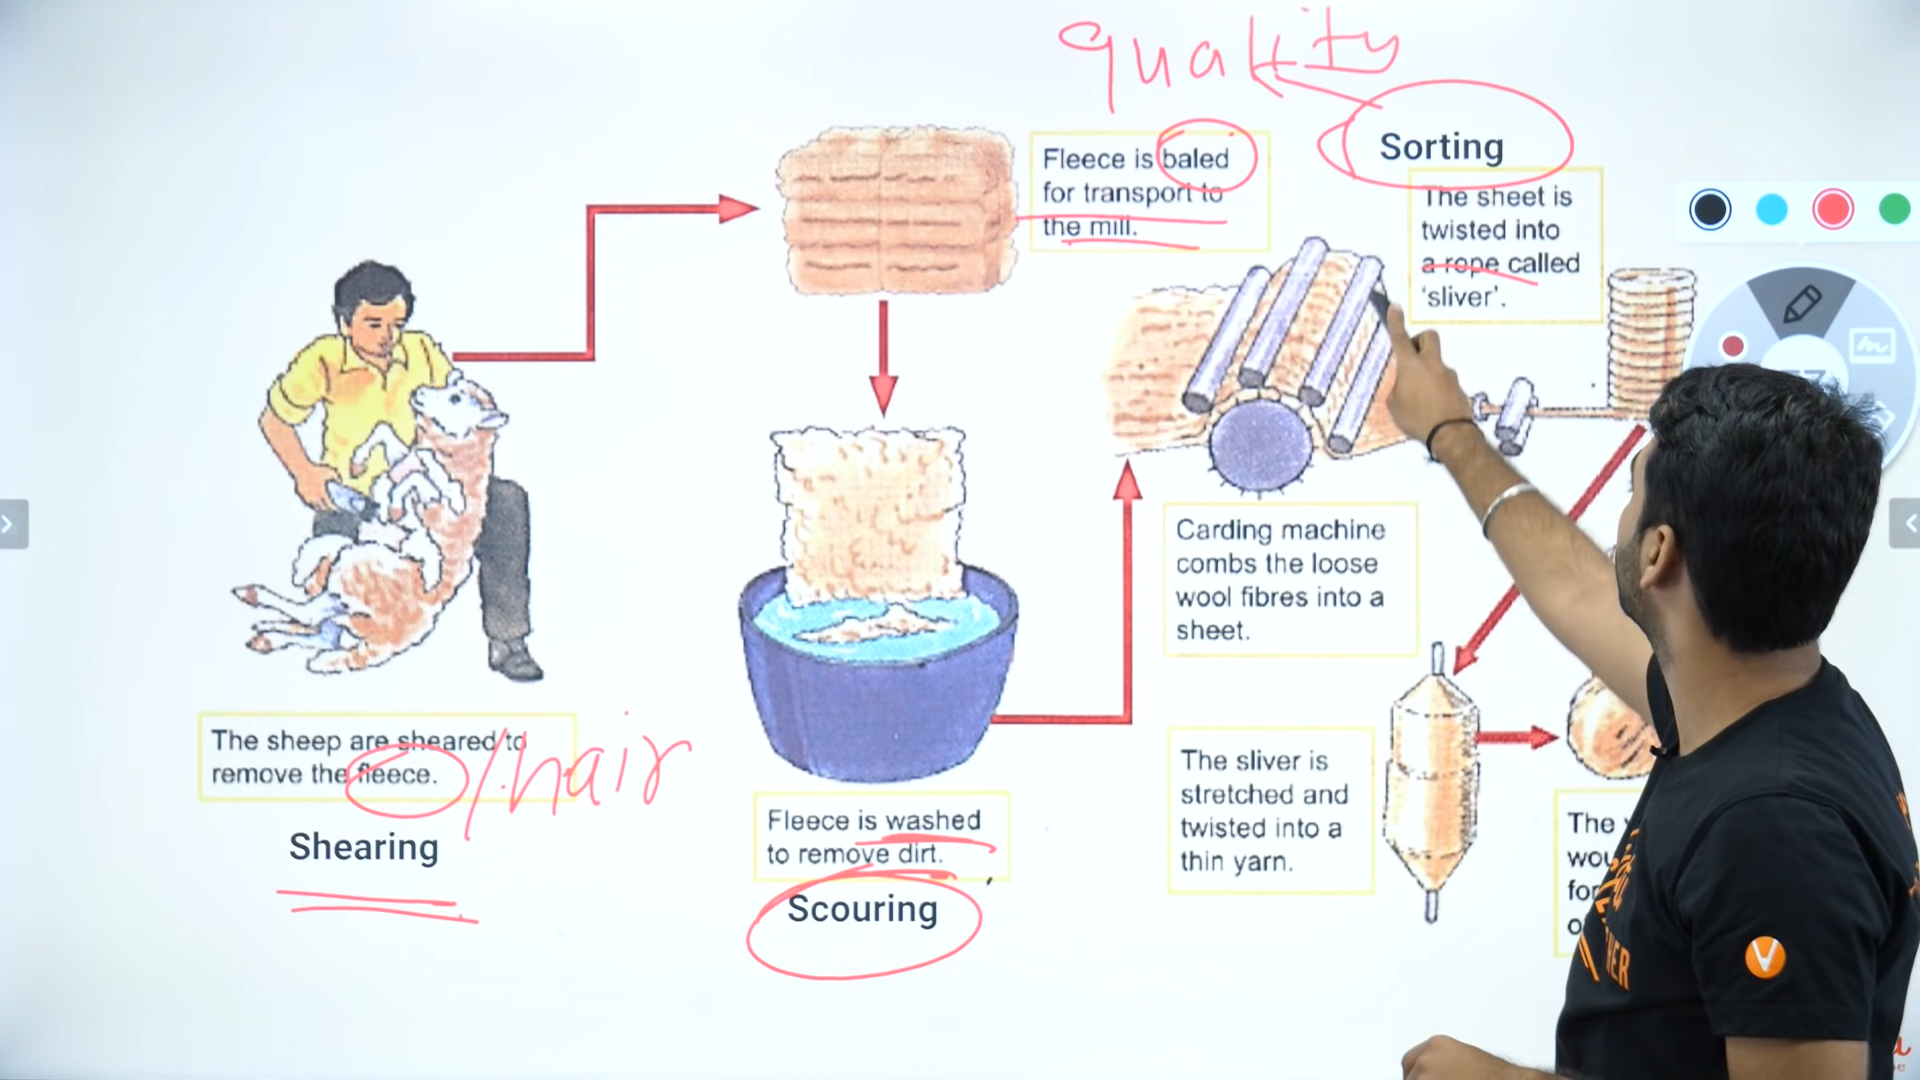 quality
Sorting
Fleece is baled
for transport to
the mill.
The sheet is
twisted into
a rope called
‘sliver’.
Carding machine
combs the loose
wool fibres into a
sheet.
The sheep are sheared to
remove the fleece.
/hair
Shearing
Fleece is washed
to remove dirt.
Scouring
The sliver is
stretched and
twisted into a
thin yarn.
The
V